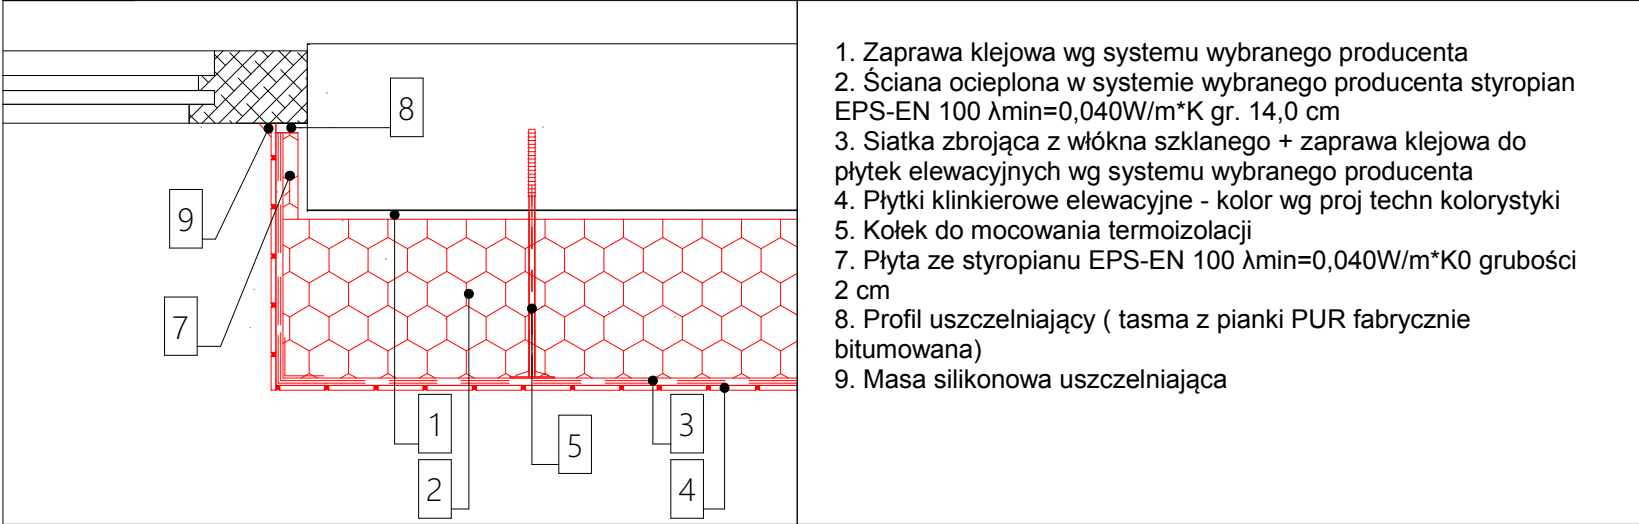 8
9
7
1
2
5
3
4
1. Zaprawa klejowa wg systemu wybranego producenta
2. Ściana ocieplona w systemie wybranego producenta styropian
EPS-EN 100 λmin=0,040W/m*K gr. 14,0 cm
3. Siatka zbrojąca z włókna szklanego + zaprawa klejowa do
płytek elewacyjnych wg systemu wybranego producenta
4. Płytki klinkierowe elewacyjne - kolor wg proj techn kolorystyki
5. Kołek do mocowania termoizolacji
7. Płyta ze styropianu EPS-EN 100 λmin=0,040W/m*K0 grubości
2 cm
8. Profil uszczelniający ( tasma z pianki PUR fabrycznie
bitumowana)
9. Masa silikonowa uszczelniająca